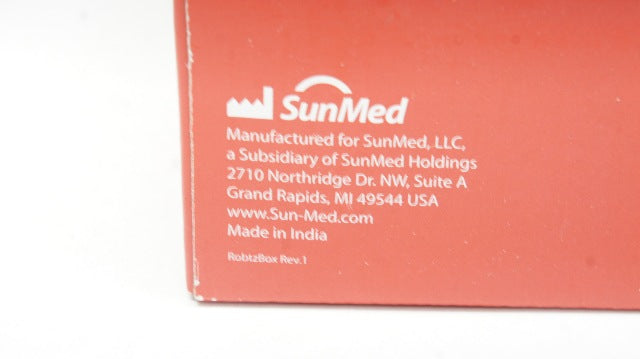 SunMed
Manufactured for SunMed, LLC,
a Subsidiary of SunMed Holdings
2710 Northridge Dr. NW, Suite A
Grand Rapids, MI 49544 USA
www.Sun-Med.com
Made in India
RobtzBox Rev.1